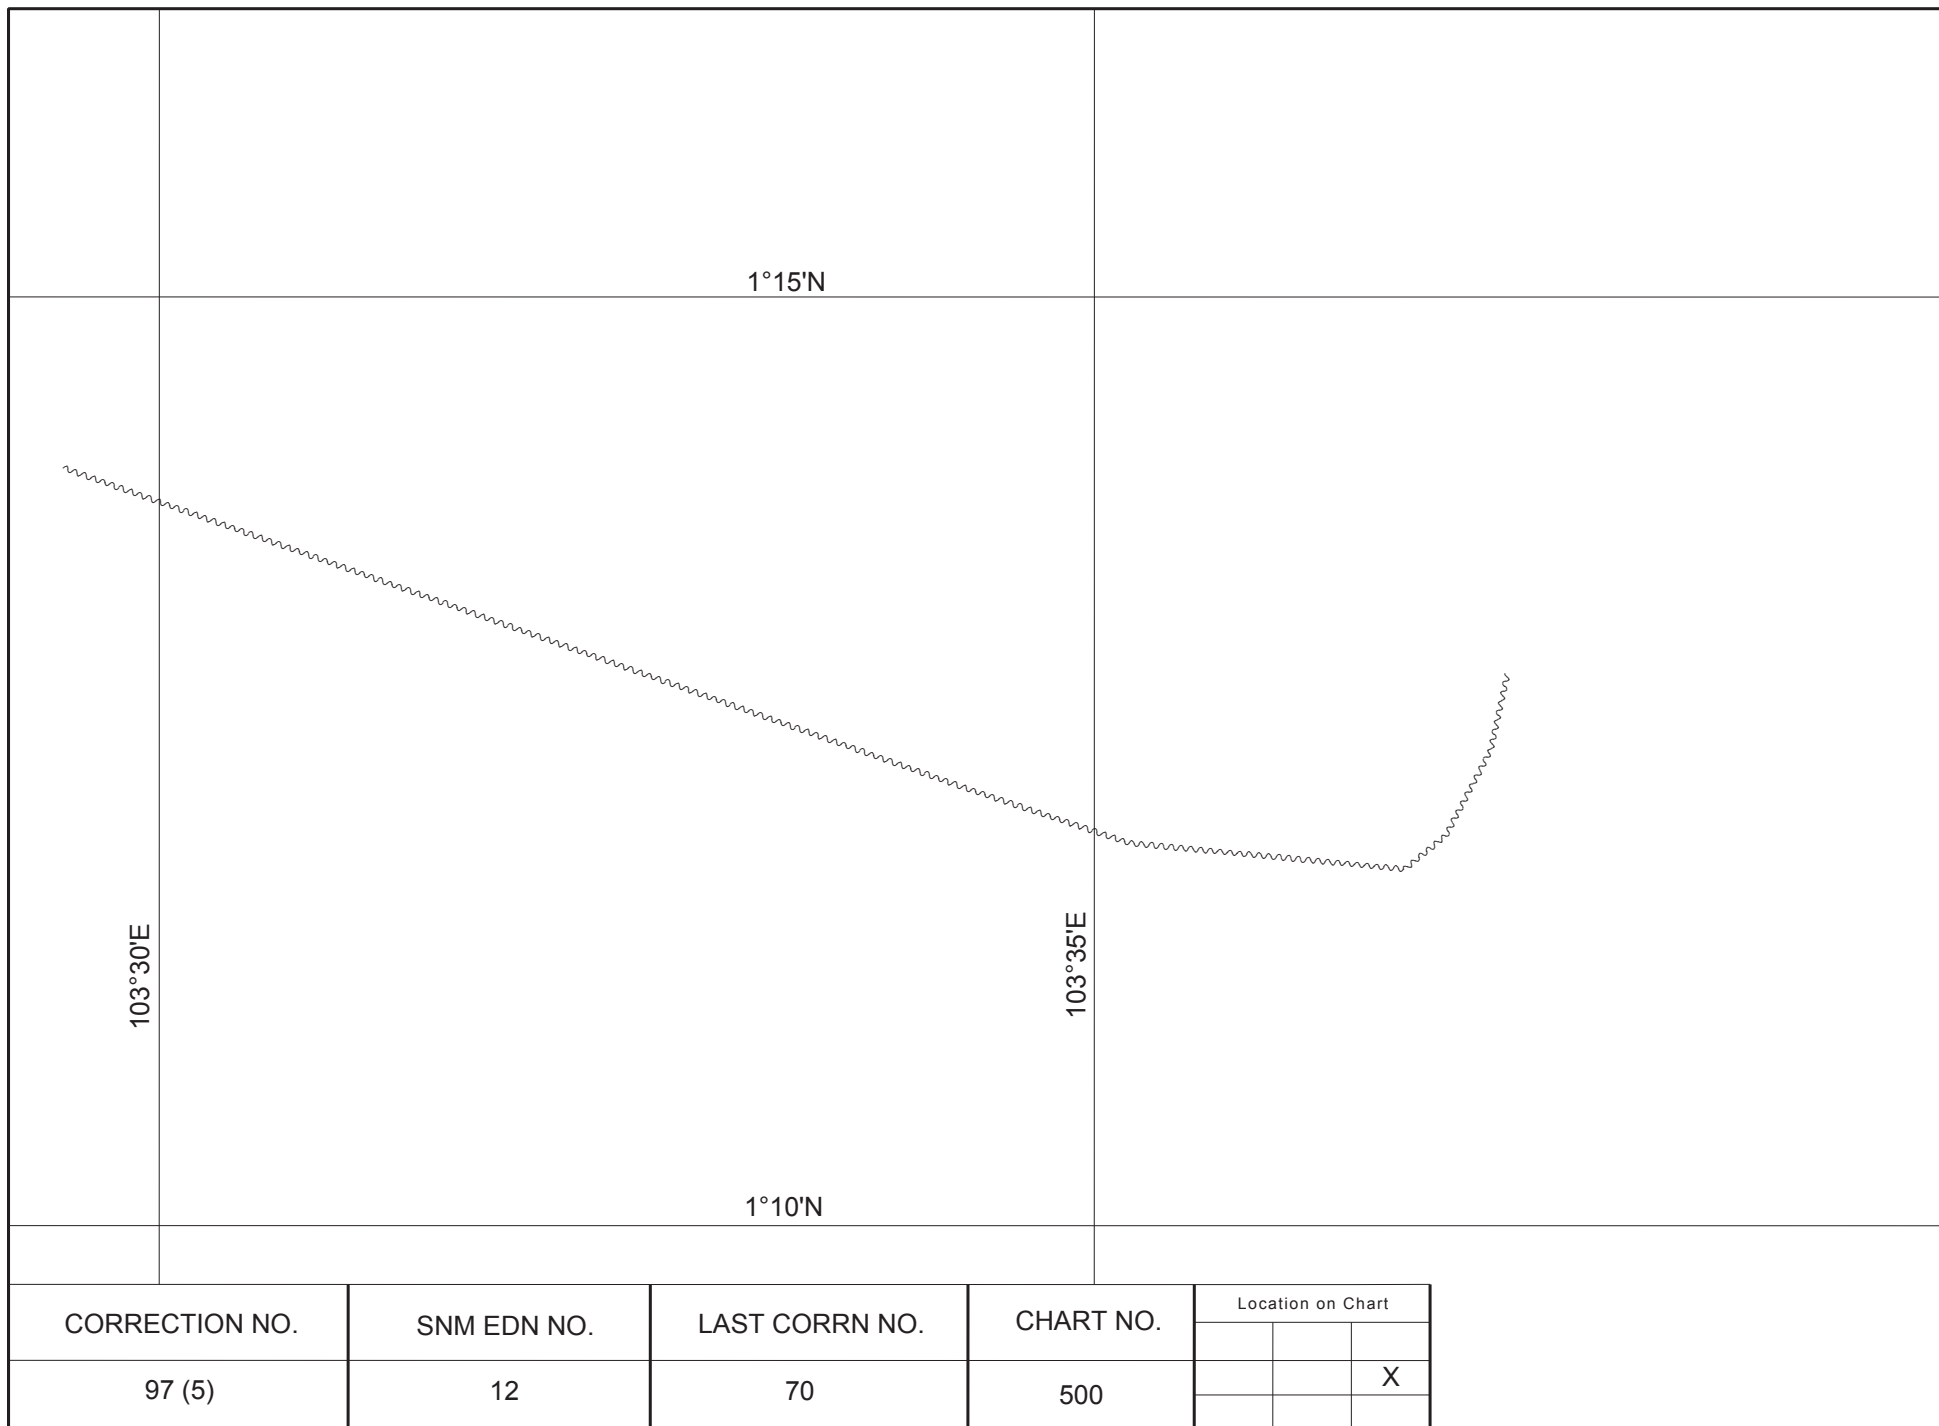 1°15'N
103°30'E
103°35'E
1°10'N
CORRECTION NO.
SNM EDN NO.
LAST CORRN NO.
CHART NO.
Location on Chart
97 (5)
12
70
500
X